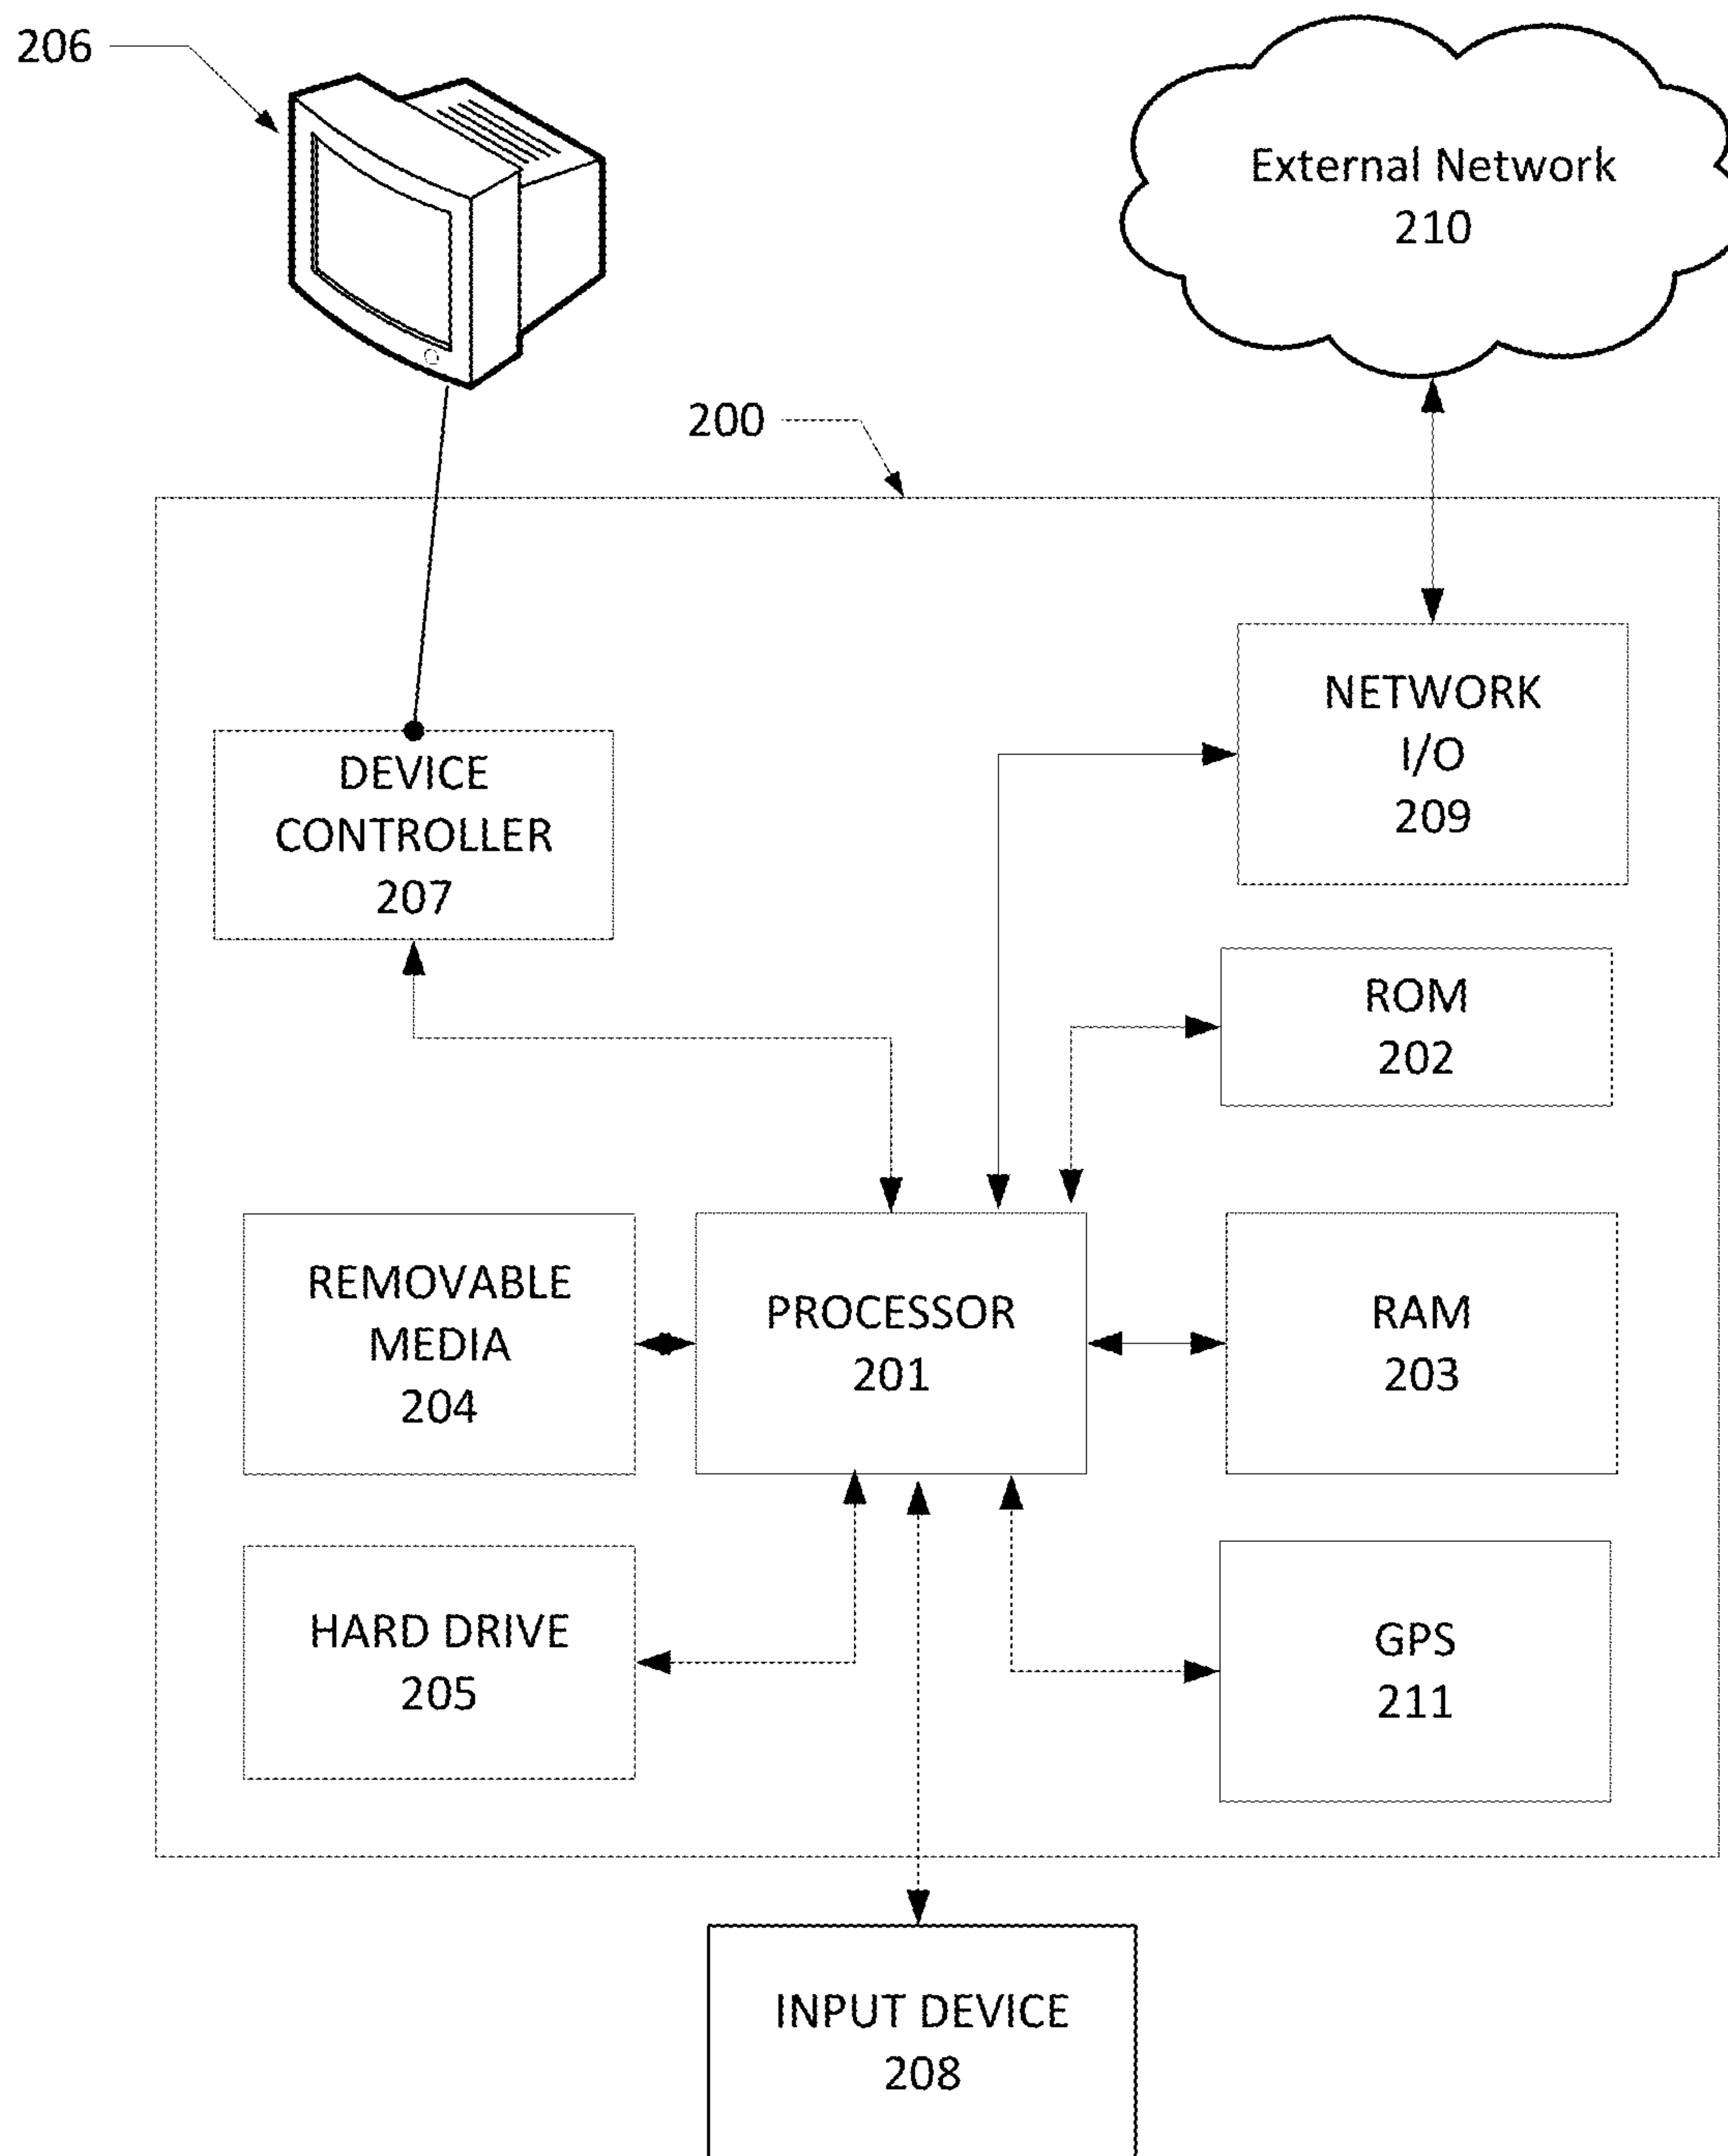 206
External Network
210
200
NETWORK
I/O
209
DEVICE
CONTROLLER
207
ROM
202
REMOVABLE
MEDIA
204
PROCESSOR
201
RAM
203
HARD DRIVE
205
GPS
211
INPUT DEVICE
208